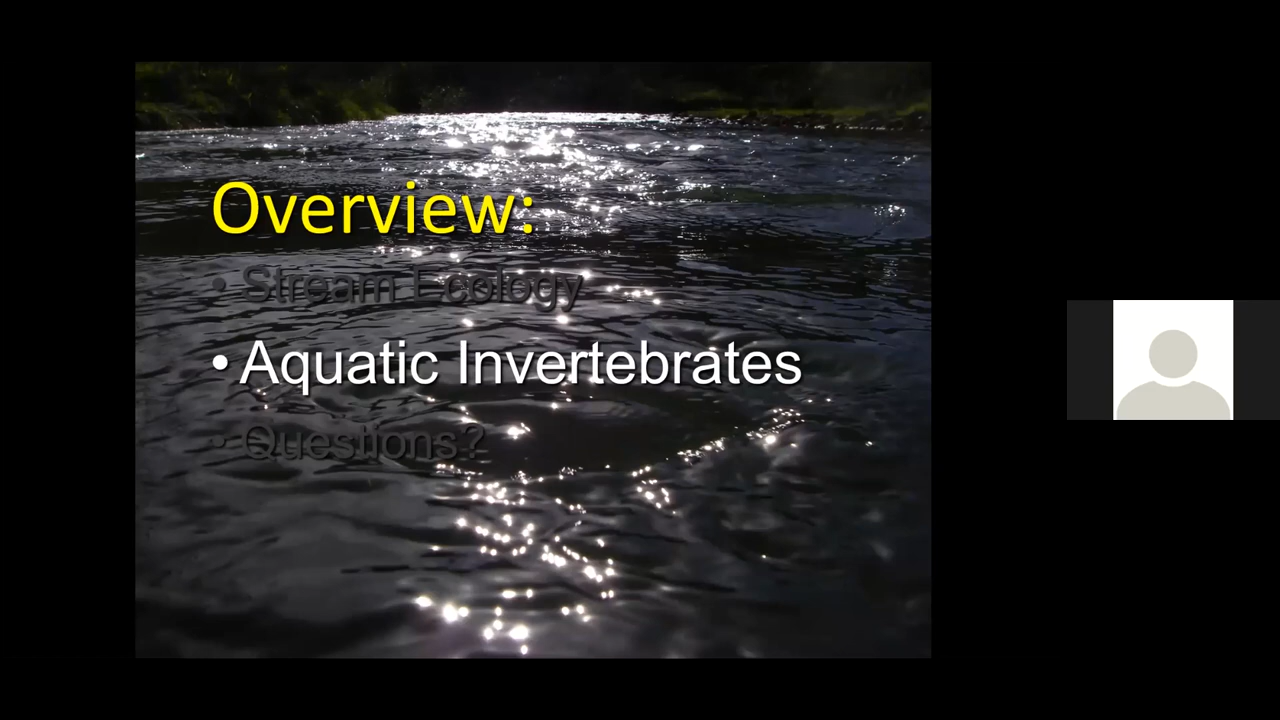 Overview:
• Stream Ecology
• Aquatic Invertebrates
• Questions?